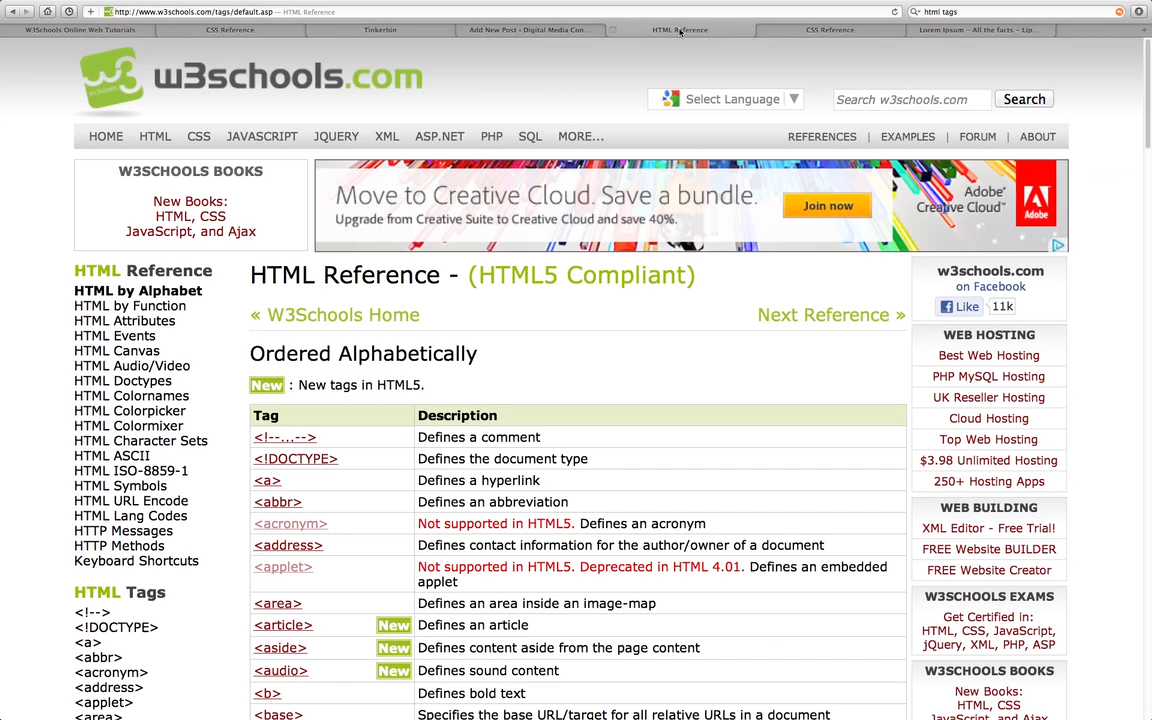 http://www.w3schools.com/tags/default.asp — HTML Reference
html tags
W3Schools Online Web Tutorials
CSS Reference
Tinkerbin
Add New Post ‹ Digital Media Con...
HTML Reference
CSS Reference
Lorem Ipsum – All the facts – Lip...
w3schools.com
Select Language
Search w3schools.com
Search
HOME HTML CSS JAVASCRIPT JQUERY XML ASP.NET PHP SQL MORE...
REFERENCES | EXAMPLES | FORUM | ABOUT
W3SCHOOLS BOOKS
New Books:
HTML, CSS
JavaScript, and Ajax
Move to Creative Cloud. Save a bundle.
Upgrade from Creative Suite to Creative Cloud and save 40%.
Join now
Adobe®
Creative Cloud™
Adobe
HTML Reference
HTML by Alphabet
HTML by Function
HTML Attributes
HTML Events
HTML Canvas
HTML Audio/Video
HTML Doctypes
HTML Colornames
HTML Colorpicker
HTML Colormixer
HTML Character Sets
HTML ASCII
HTML ISO-8859-1
HTML Symbols
HTML URL Encode
HTML Lang Codes
HTTP Messages
HTTP Methods
Keyboard Shortcuts
HTML Tags
<!-->
<!DOCTYPE>
<a>
<abbr>
<acronym>
<address>
<applet>
<area>
HTML Reference - (HTML5 Compliant)
« W3Schools Home
Next Reference »
Ordered Alphabetically
New : New tags in HTML5.
Tag Description
<!--...--> Defines a comment
<!DOCTYPE> Defines the document type
<a> Defines a hyperlink
<abbr> Defines an abbreviation
<acronym> Not supported in HTML5. Defines an acronym
<address> Defines contact information for the author/owner of a document
<applet> Not supported in HTML5. Deprecated in HTML 4.01. Defines an embedded
applet
<area> Defines an area inside an image-map
<article> New Defines an article
<aside> New Defines content aside from the page content
<audio> New Defines sound content
<b> Defines bold text
<base> Specifies the base URL/target for all relative URLs in a document
w3schools.com
on Facebook
Like 11k
WEB HOSTING
Best Web Hosting
PHP MySQL Hosting
UK Reseller Hosting
Cloud Hosting
Top Web Hosting
$3.98 Unlimited Hosting
250+ Hosting Apps
WEB BUILDING
XML Editor - Free Trial!
FREE Website BUILDER
FREE Website Creator
W3SCHOOLS EXAMS
Get Certified in:
HTML, CSS, JavaScript,
jQuery, XML, PHP, ASP
W3SCHOOLS BOOKS
New Books:
HTML, CSS
JavaScript, and Ajax